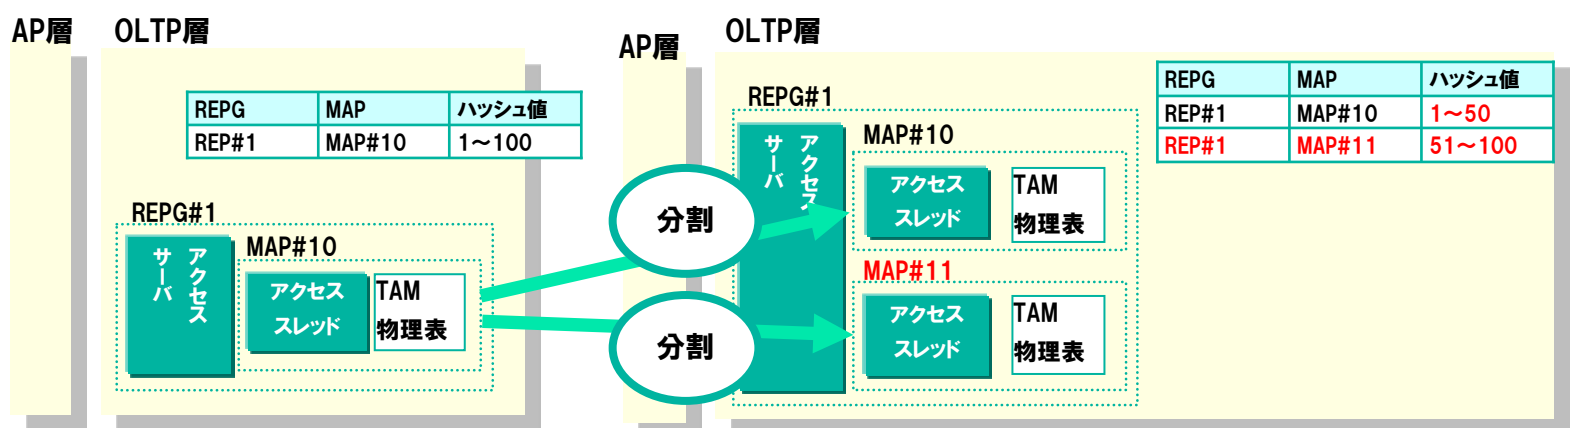 AP層
OLTP層
REPG MAP ハッシュ値
REP#1 MAP#10 1～100
REPG#1
アクセス
サーバ
MAP#10
アクセス
スレッド
TAM
物理表
分割
分割
AP層
OLTP層
REPG#1
アクセス
サーバ
MAP#10
アクセス
スレッド
TAM
物理表
MAP#11
アクセス
スレッド
TAM
物理表
REPG MAP ハッシュ値
REP#1 MAP#10 1～50
REP#1 MAP#11 51～100